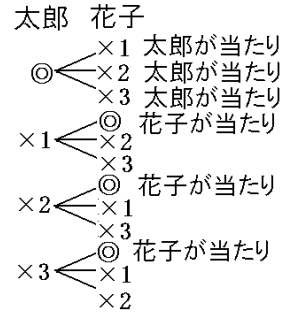 太郎 花子
×1 太郎が当たり
◎ ×2 太郎が当たり
×3 太郎が当たり
◎ 花子が当たり
×1 ×2
×3
◎ 花子が当たり
×2 ×1
×3
◎ 花子が当たり
×3 ×1
×2